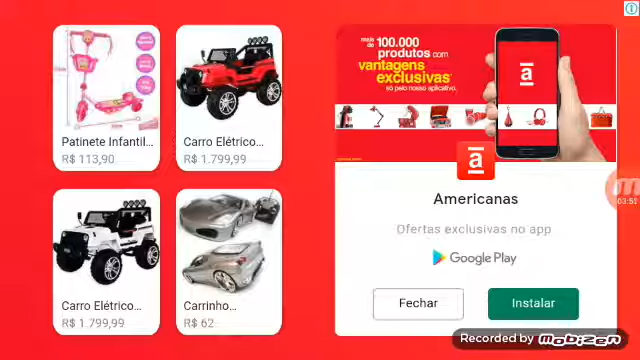 Patinete Infantil...
R$ 113,90
Carro Elétrico...
R$ 1.799,99
Carro Elétrico...
R$ 1.799,99
Carrinho...
R$ 62
mais de 100.000
produtos com
vantagens
exclusivas*
só pelo nosso aplicativo.
a
a
Americanas
Ofertas exclusivas no app
Google Play
Fechar
Instalar
03:5
Recorded by mobizen